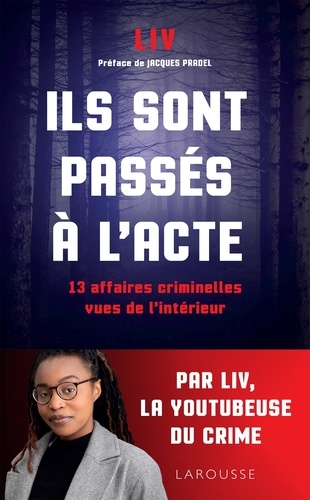 LIV
Préface de JACQUES PRADEL
ILS SONT
PASSÉS
À L'ACTE
13 affaires criminelles
vues de l'intérieur
PAR LIV,
LA YOUTUBEUSE
DU CRIME
LAROUSSE